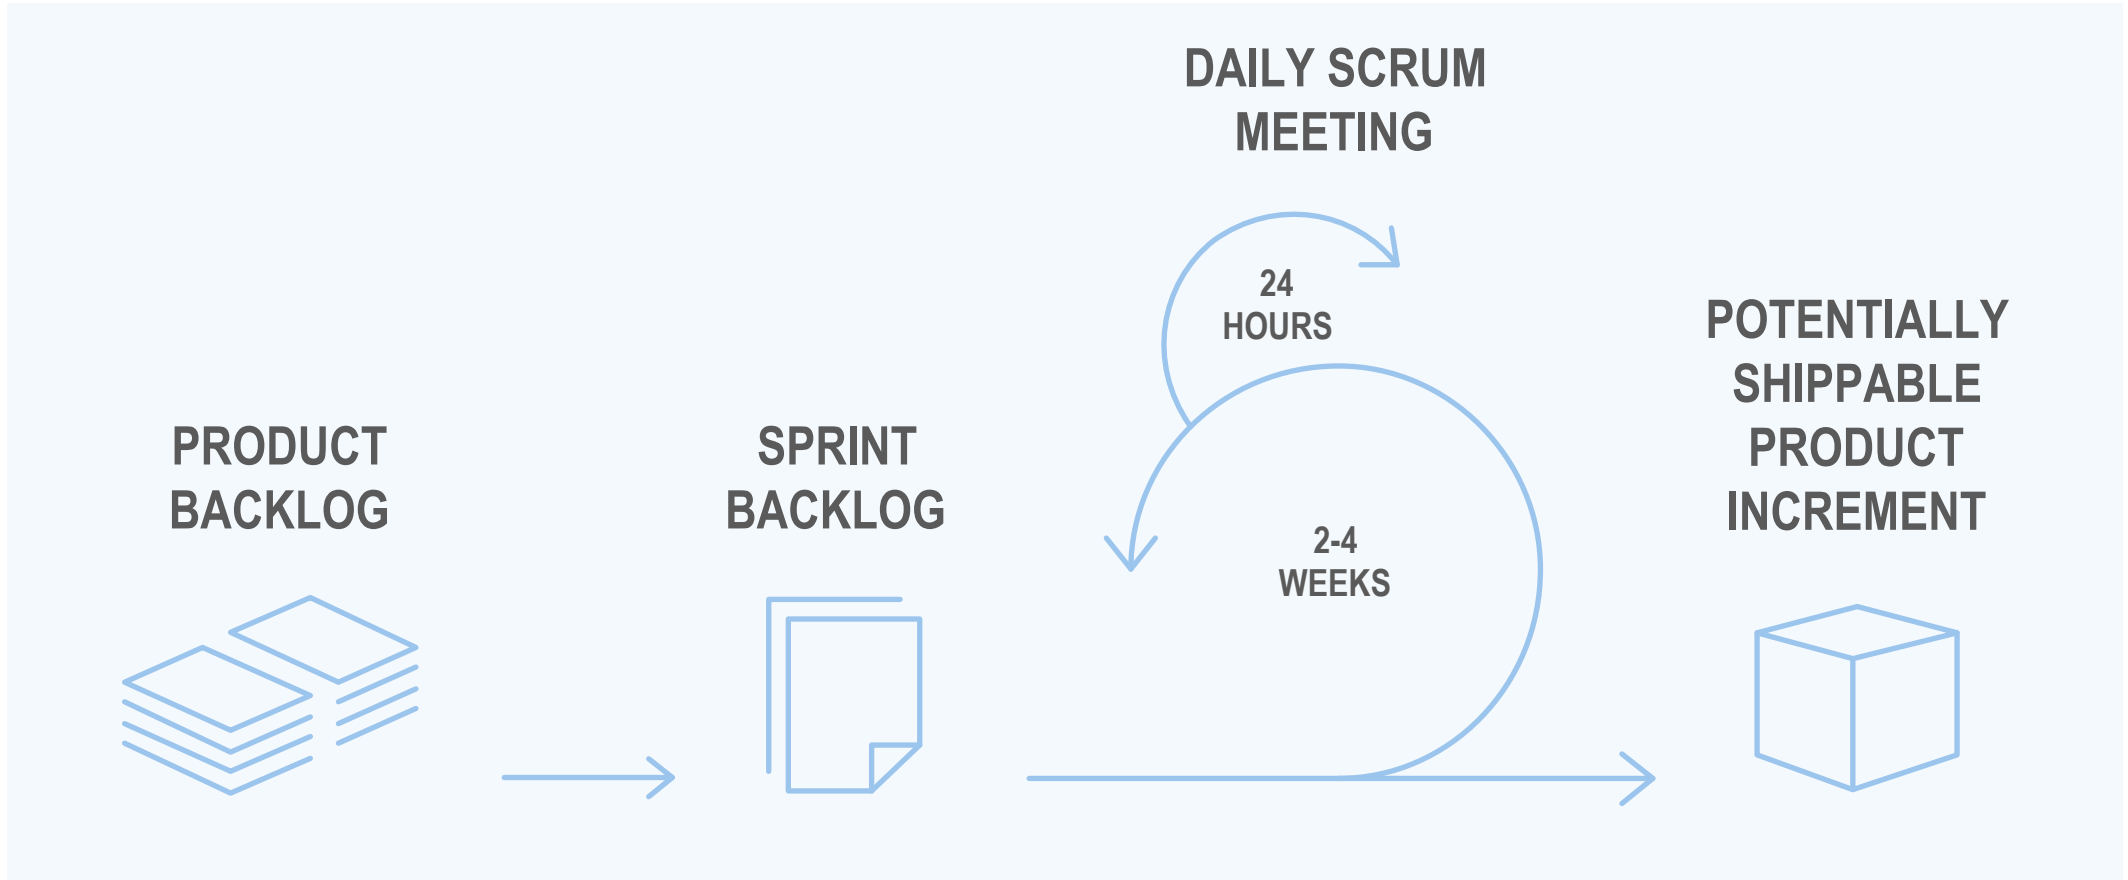 DAILY SCRUM
MEETING
24
HOURS
POTENTIALLY
SHIPPABLE
PRODUCT
INCREMENT
PRODUCT
BACKLOG
SPRINT
BACKLOG
2-4
WEEKS